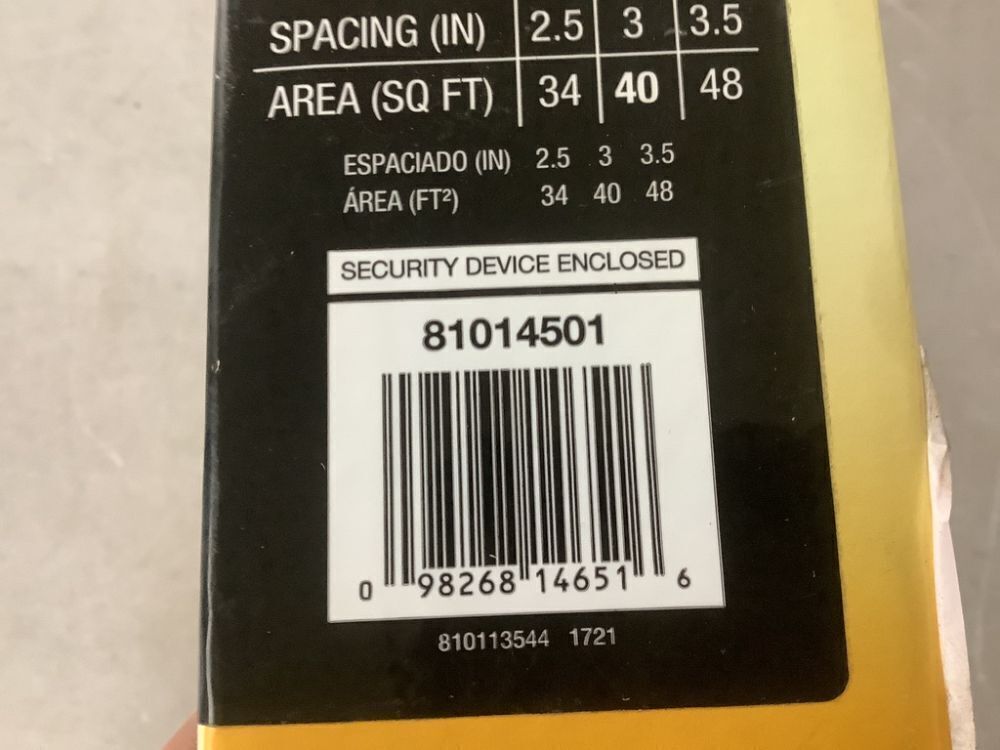 SPACING (IN) 2.5 3 3.5
AREA (SQ FT) 34 40 48
ESPACIADO (IN) 2.5 3 3.5
ÁREA (FT²) 34 40 48
SECURITY DEVICE ENCLOSED
81014501
0 98268 14651 6
810113544 1721